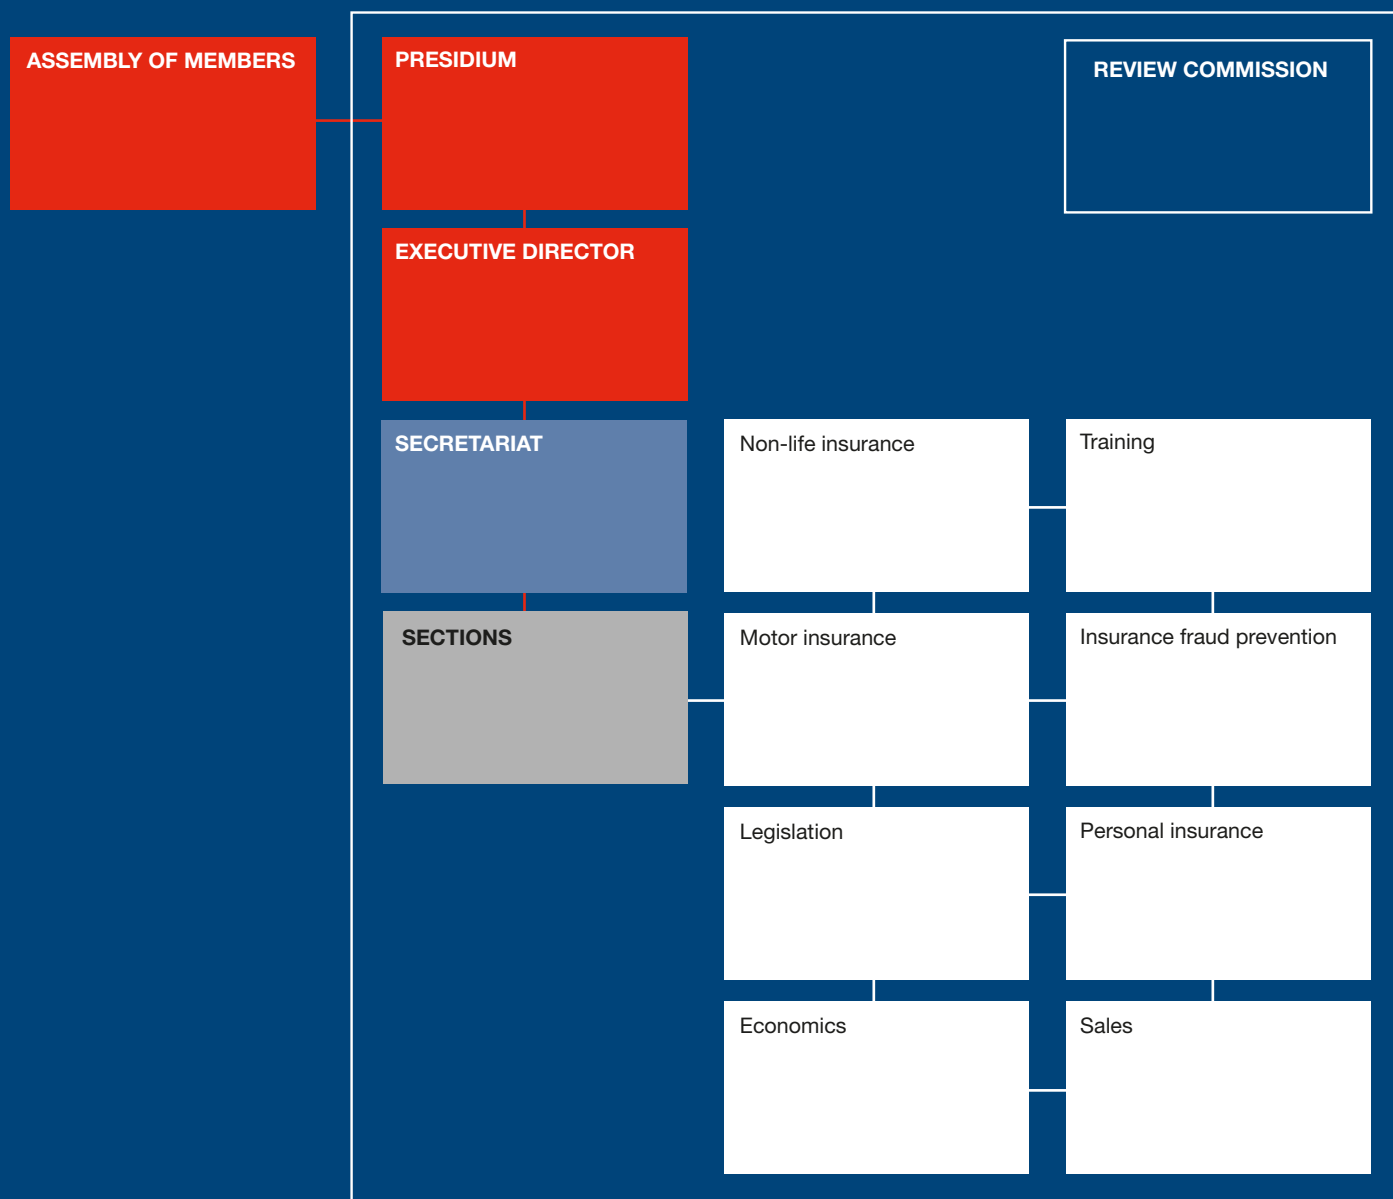 ASSEMBLY OF MEMBERS
PRESIDIUM
REVIEW COMMISSION
EXECUTIVE DIRECTOR
SECRETARIAT
Non-life insurance
Training
SECTIONS
Motor insurance
Insurance fraud prevention
Legislation
Personal insurance
Economics
Sales